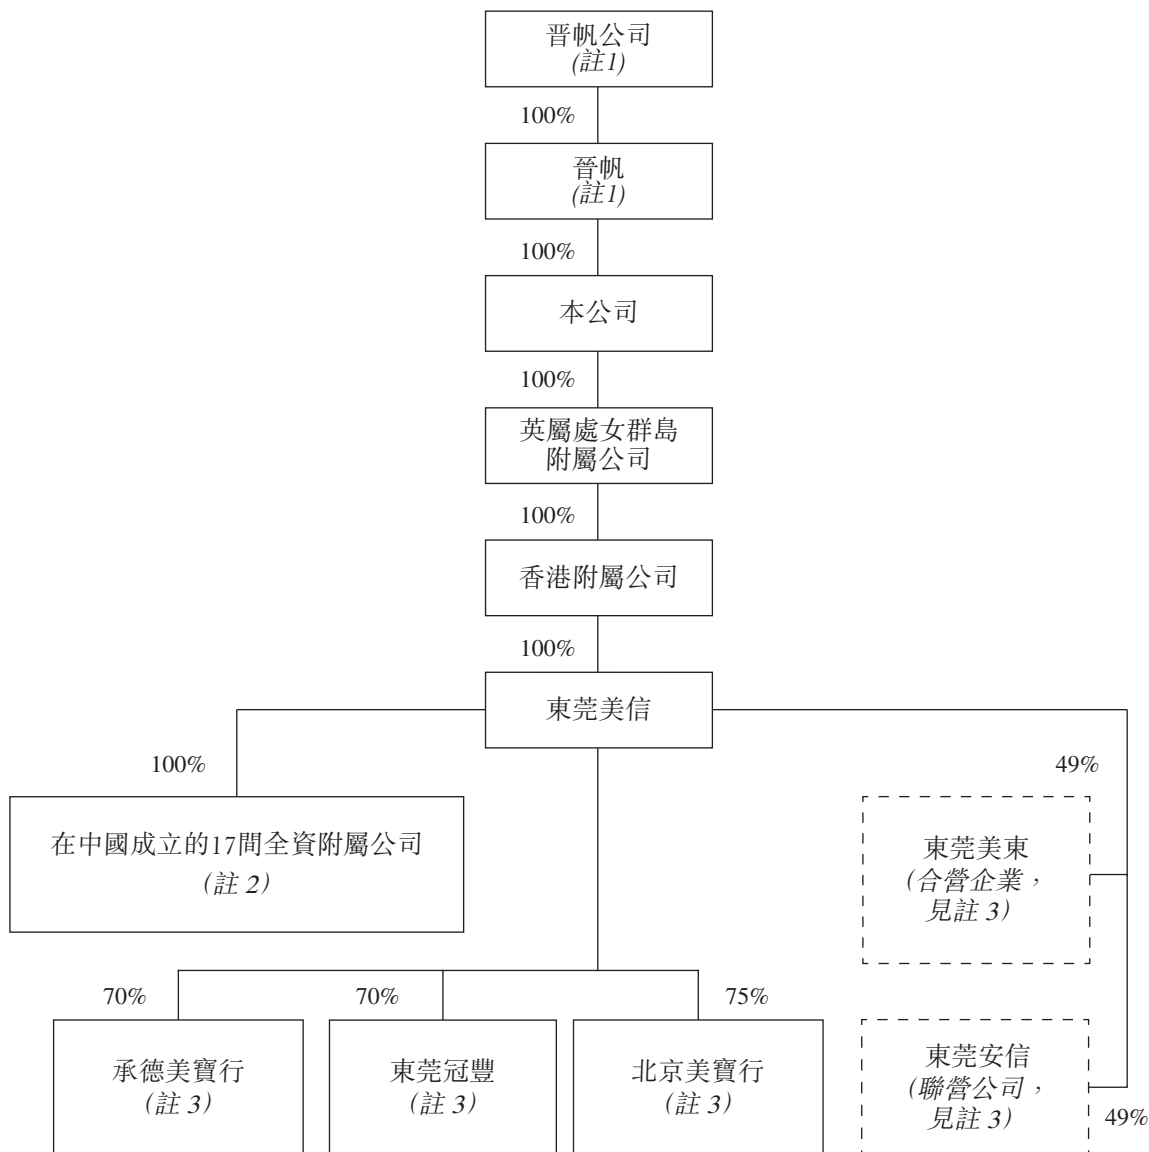 晋帆公司
(註1)
100%
晉帆
(註1)
100%
本公司
100%
英屬處女群島
附屬公司
100%
香港附屬公司
100%
東莞美信
100%
49%
在中國成立的17間全資附屬公司
(註 2)
東莞美東
(合營企業，
見註 3)
70%
70%
75%
承德美寶行
(註 3)
東莞冠豐
(註 3)
北京美寶行
(註 3)
東莞安信
(聯營公司，
見註 3)
49%